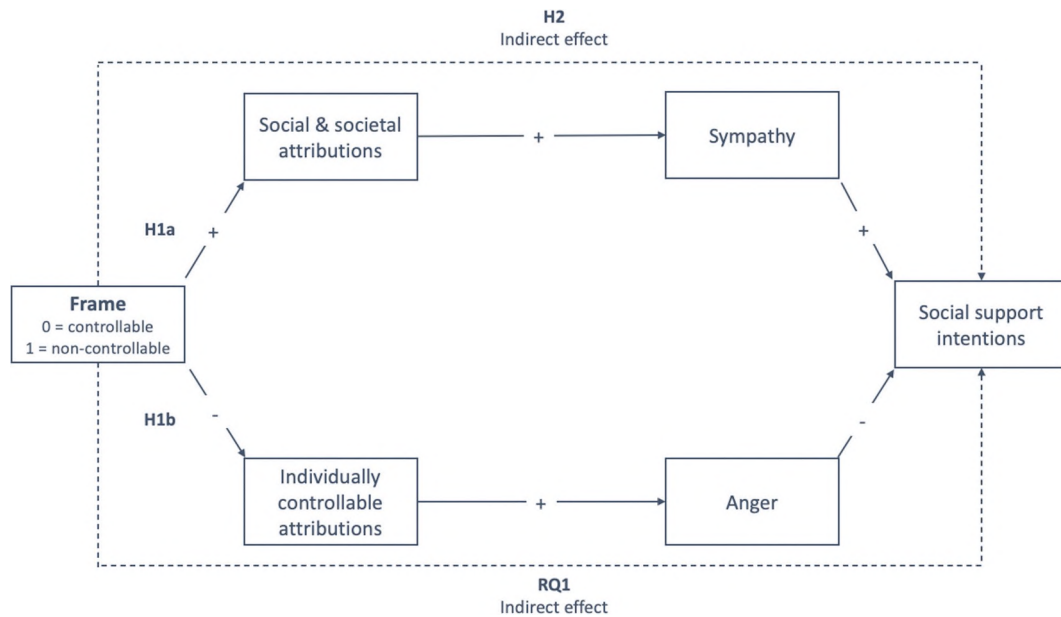 H2
Indirect effect
Social & societal
attributions
+
Sympathy
H1a
+
+
Frame
0 = controllable
1 = non-controllable
Social support
intentions
H1b
-
-
Individually
controllable
attributions
+
Anger
RQ1
Indirect effect